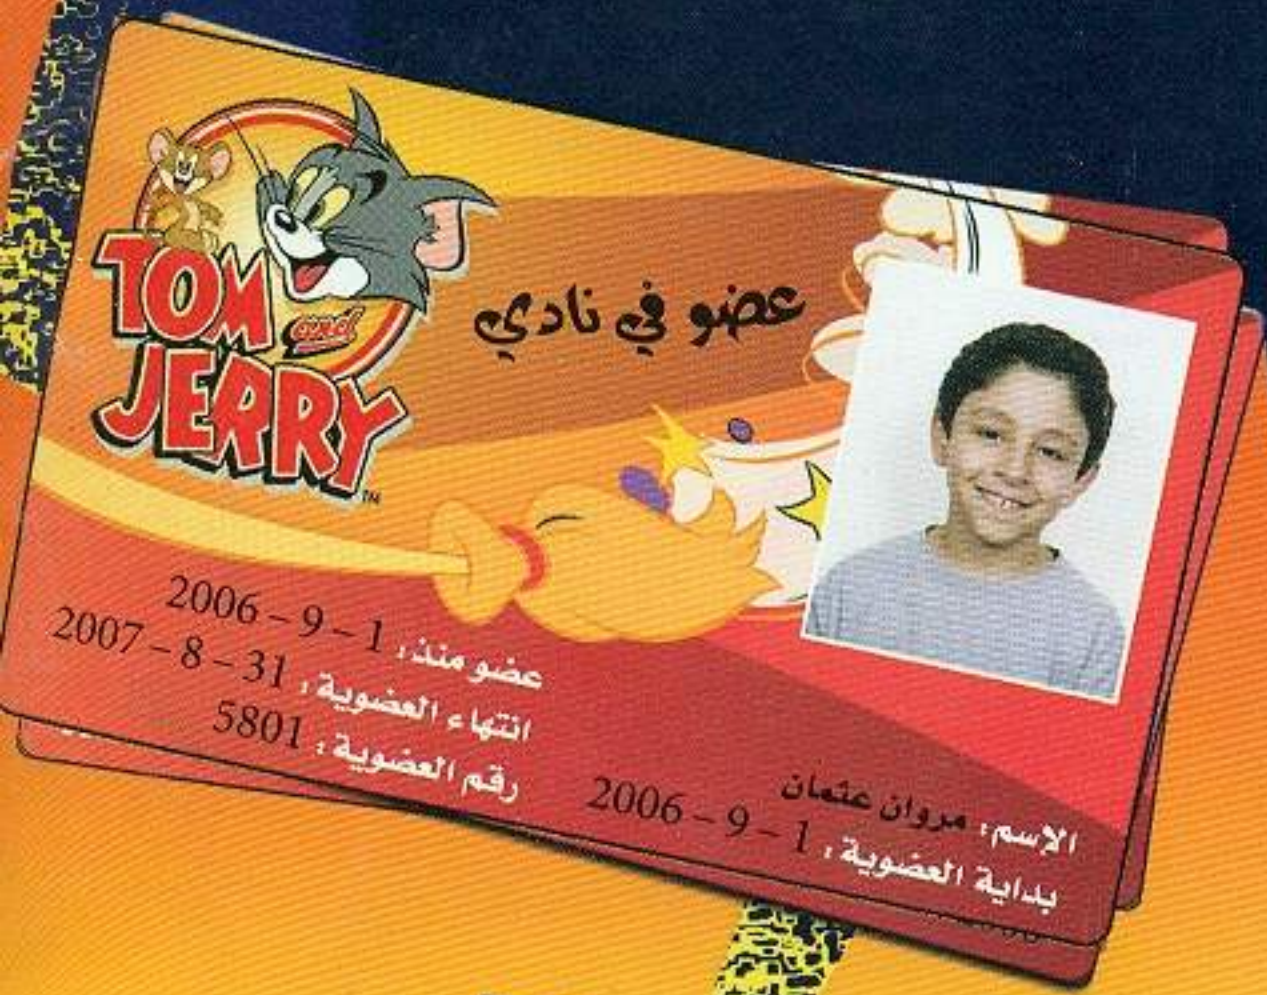 TOM and
JERRY
TM
عضو في نادي
عضو منذ: 1 - 9 - 2006
انتهاء العضوية: 31 - 8 - 2007
رقم العضوية: 5801
الاسم: مروان عثمان
بداية العضوية: 1 - 9 - 2006